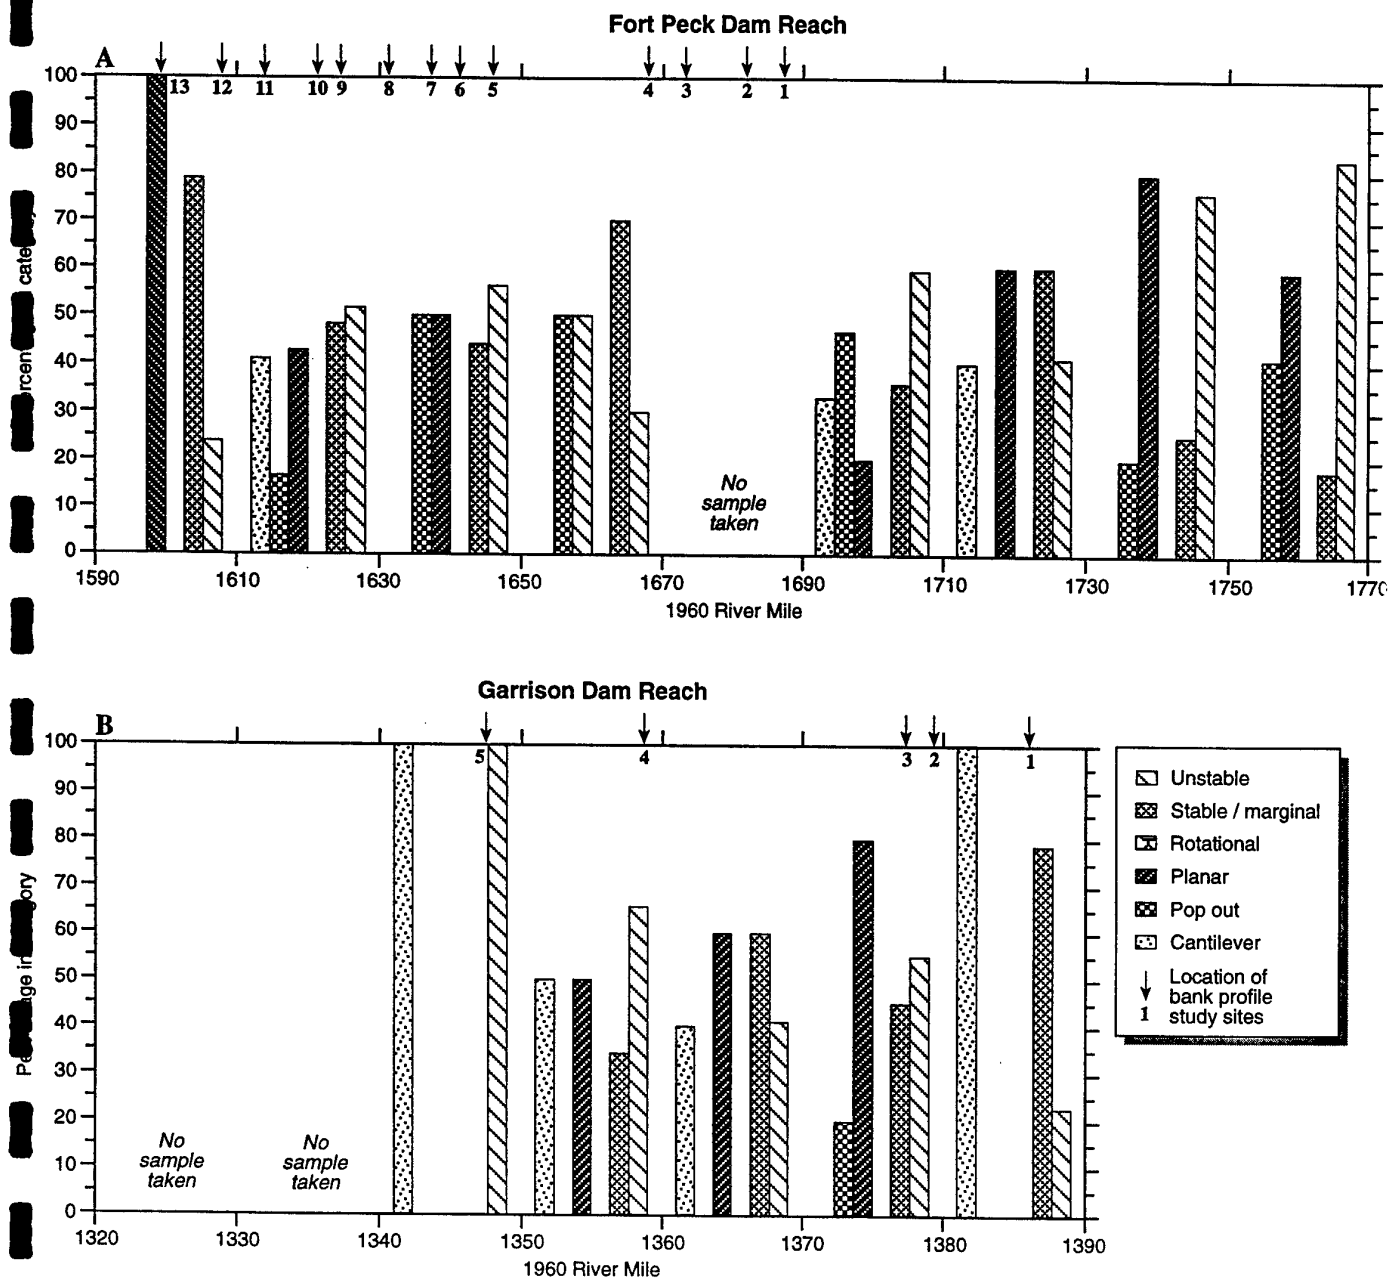 Fort Peck Dam Reach
A
13 12 11 10 9 8 7 6 5 4 3 2 1
100
90
80
70
60
50
40
30
20
10
0
No
sample
taken
1590 1610 1630 1650 1670 1690 1710 1730 1750
1960 River Mile
Garrison Dam Reach
B
5 4 3 2 1
100
90
80
70
60
50
40
30
20
10
0
No
sample
taken
No
sample
taken
1320 1330 1340 1350 1360 1370 1380 1390
1960 River Mile
Unstable
Stable / marginal
Rotational
Planar
Pop out
Cantilever
Location of
bank profile
1 study sites